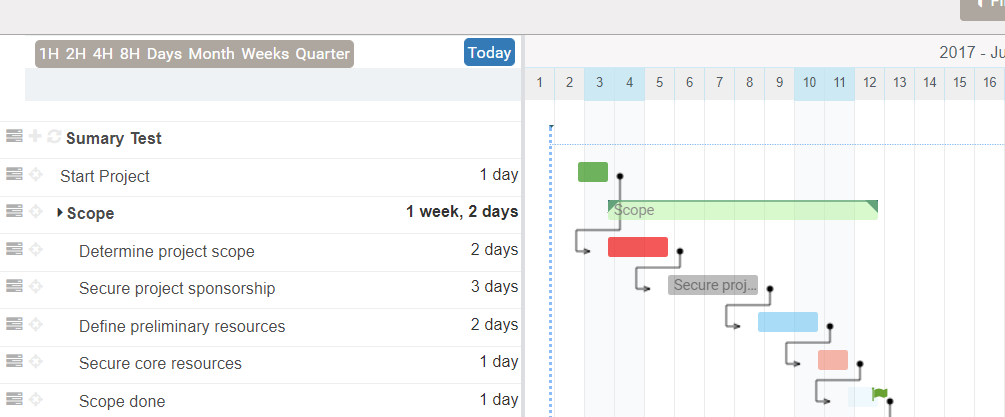 1H 2H 4H 8H Days Month Weeks Quarter
Today
2017 - Ju
1 2 3 4 5 6 7 8 9 10 11 12 13 14 15 16
Sumary Test
Start Project 1 day
Scope 1 week, 2 days
Scope
Determine project scope 2 days
Secure project sponsorship 3 days
Secure proj...
Define preliminary resources 2 days
Secure core resources 1 day
Scope done 1 day